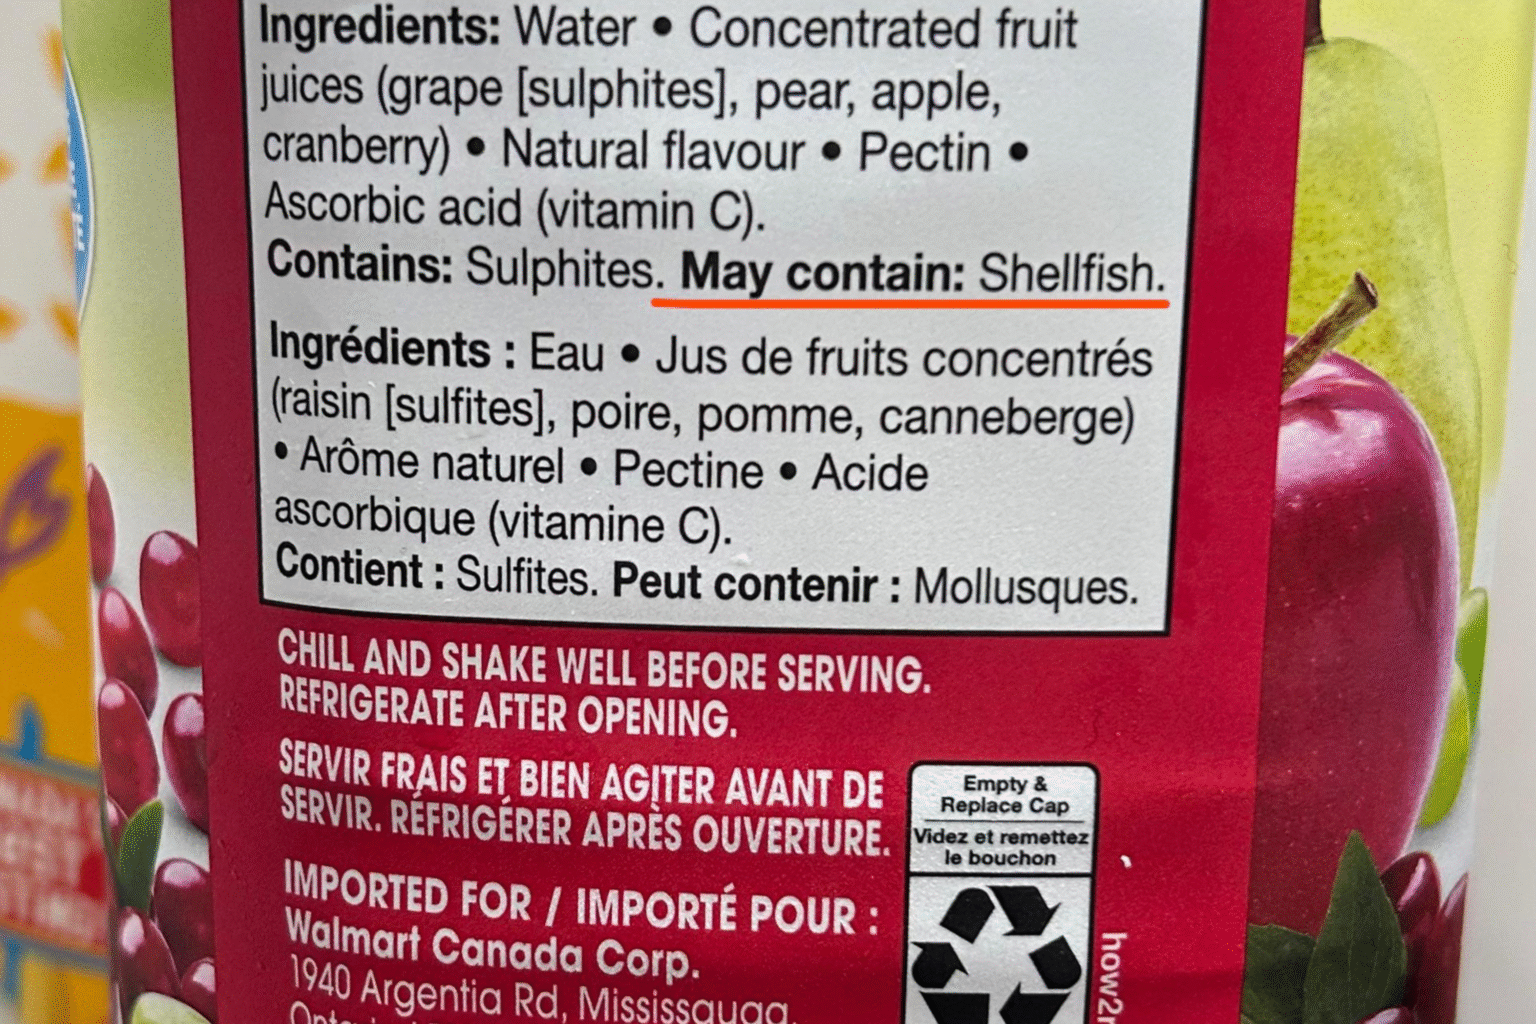 Ingredients: Water • Concentrated fruit
juices (grape [sulphites], pear, apple,
cranberry) • Natural flavour • Pectin •
Ascorbic acid (vitamin C).
Contains: Sulphites. May contain: Shellfish.
Ingrédients : Eau • Jus de fruits concentrés
(raisin [sulfites], poire, pomme, canneberge)
• Arôme naturel • Pectine • Acide
ascorbique (vitamine C).
Contient : Sulfites. Peut contenir : Mollusques.
CHILL AND SHAKE WELL BEFORE SERVING.
REFRIGERATE AFTER OPENING.
SERVIR FRAIS ET BIEN AGITER AVANT DE
SERVIR. RÉFRIGÉRER APRÈS OUVERTURE.
IMPORTED FOR / IMPORTÉ POUR :
Walmart Canada Corp.
1940 Argentia Rd, Mississauga,
Empty &
Replace Cap
Videz et remettez
le bouchon